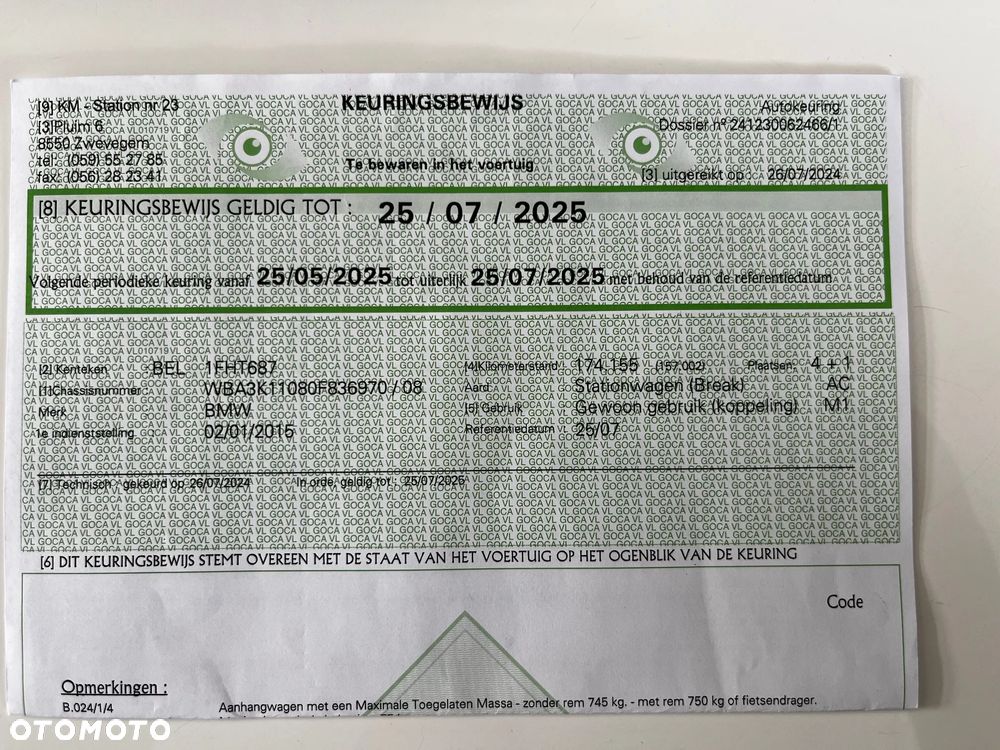 [9] KM - Station nr 23
KEURINGSBEWIJS
Autokeuring
[3]Pluim 6
Dossier nº 241230062466/1
8550 Zwevegem
tel.: (059) 55 27 85
Te bewaren in het voertuig
fax: (056) 28 23 41
[3] uitgereikt op : 26/07/2024
[8] KEURINGSBEWIJS GELDIG TOT : 25 / 07 / 2025
Volgende periodieke keuring vanaf 25/05/2025 tot uiterlijk 25/07/2025 met behoud van de referentiedatum
[2] Kenteken BEL 1FHT687
[4]Kilometerstand 174.155 (157.002) Plaatsen: 4 + 1
[1]Chassisnummer WBA3K11080F836970 / 08
Aard Stationwagen (Break) AC
Merk BMW
[5] Gebruik Gewoon gebruik (koppeling) M1
1e indienststelling 02/01/2015
Referentiedatum 25/07
[7] Technisch : gekeurd op 26/07/2024 In orde, geldig tot : 25/07/2025
[6] DIT KEURINGSBEWIJS STEMT OVEREEN MET DE STAAT VAN HET VOERTUIG OP HET OGENBLIK VAN DE KEURING
Code
Opmerkingen :
B.024/1/4 Aanhangwagen met een Maximale Toegelaten Massa - zonder rem 745 kg. - met rem 750 kg of fietsendrager.
OTOMOTO